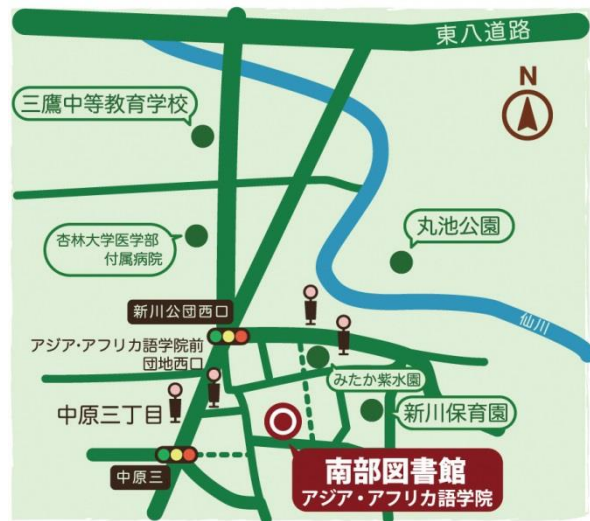 東八道路
三鷹中等教育学校
N
杏林大学医学部
付属病院
丸池公園
新川公団西口
仙川
アジア・アフリカ語学院前
団地西口
みたか紫水園
中原三丁目
新川保育園
中原三
南部図書館
アジア・アフリカ語学院